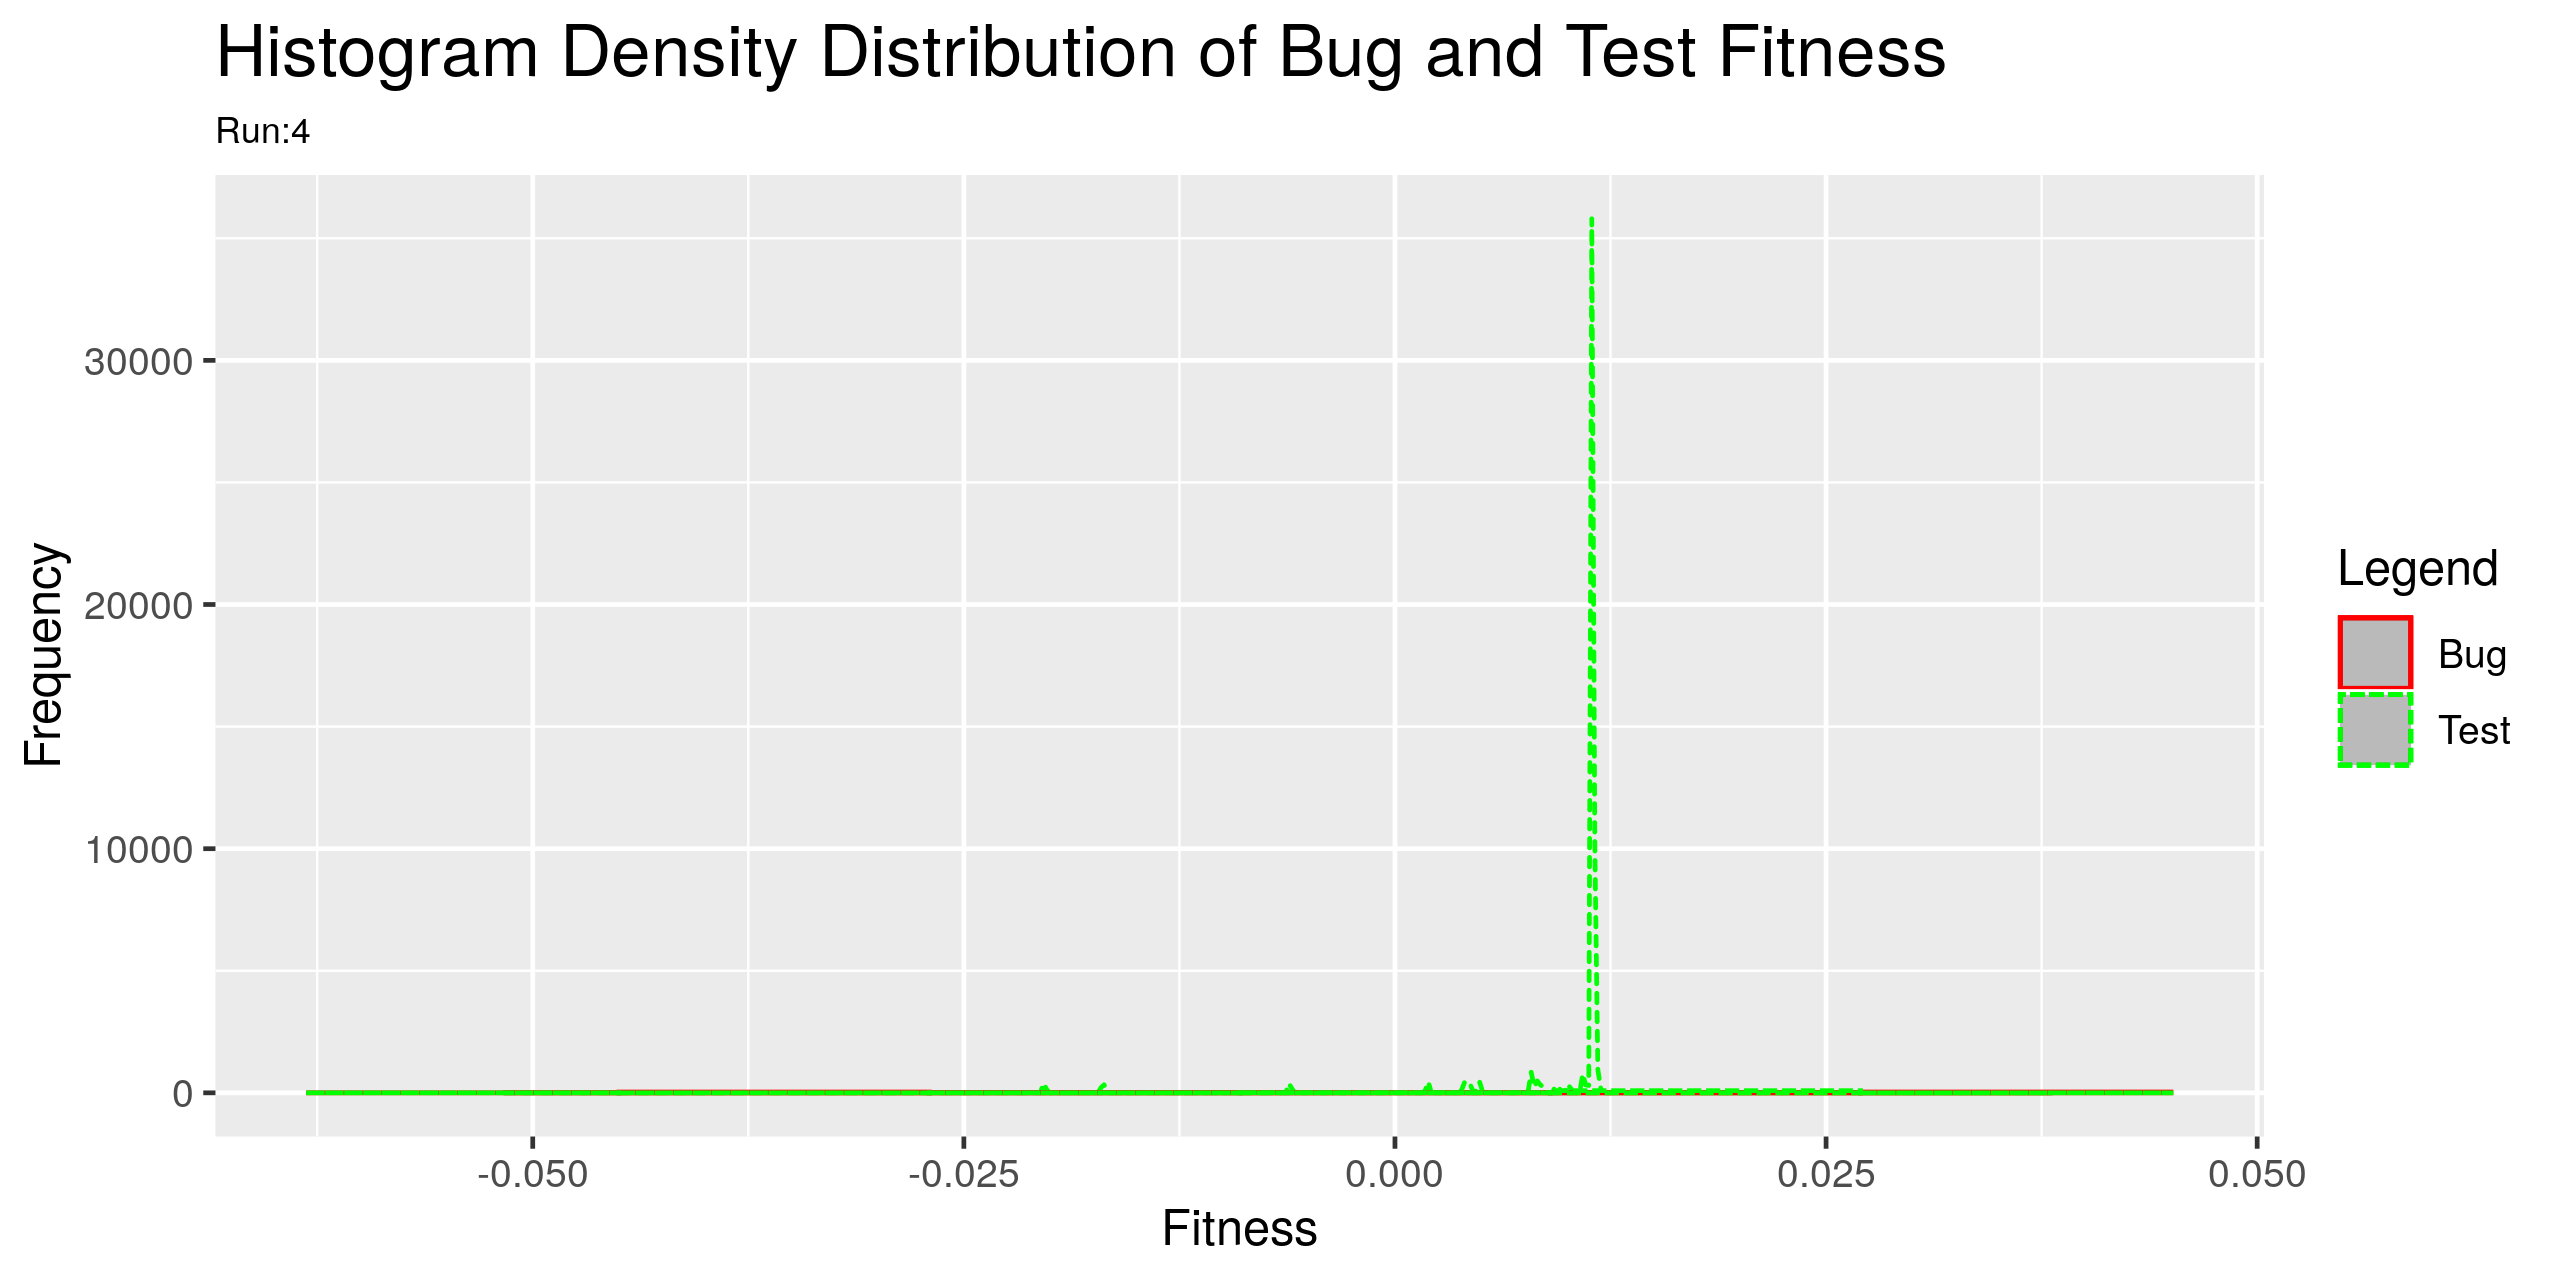 Histogram Density Distribution of Bug and Test Fitness
Run:4
Frequency
30000
20000
10000
0
-0.050
-0.025
0.000
0.025
0.050
Fitness
Legend
Bug
Test